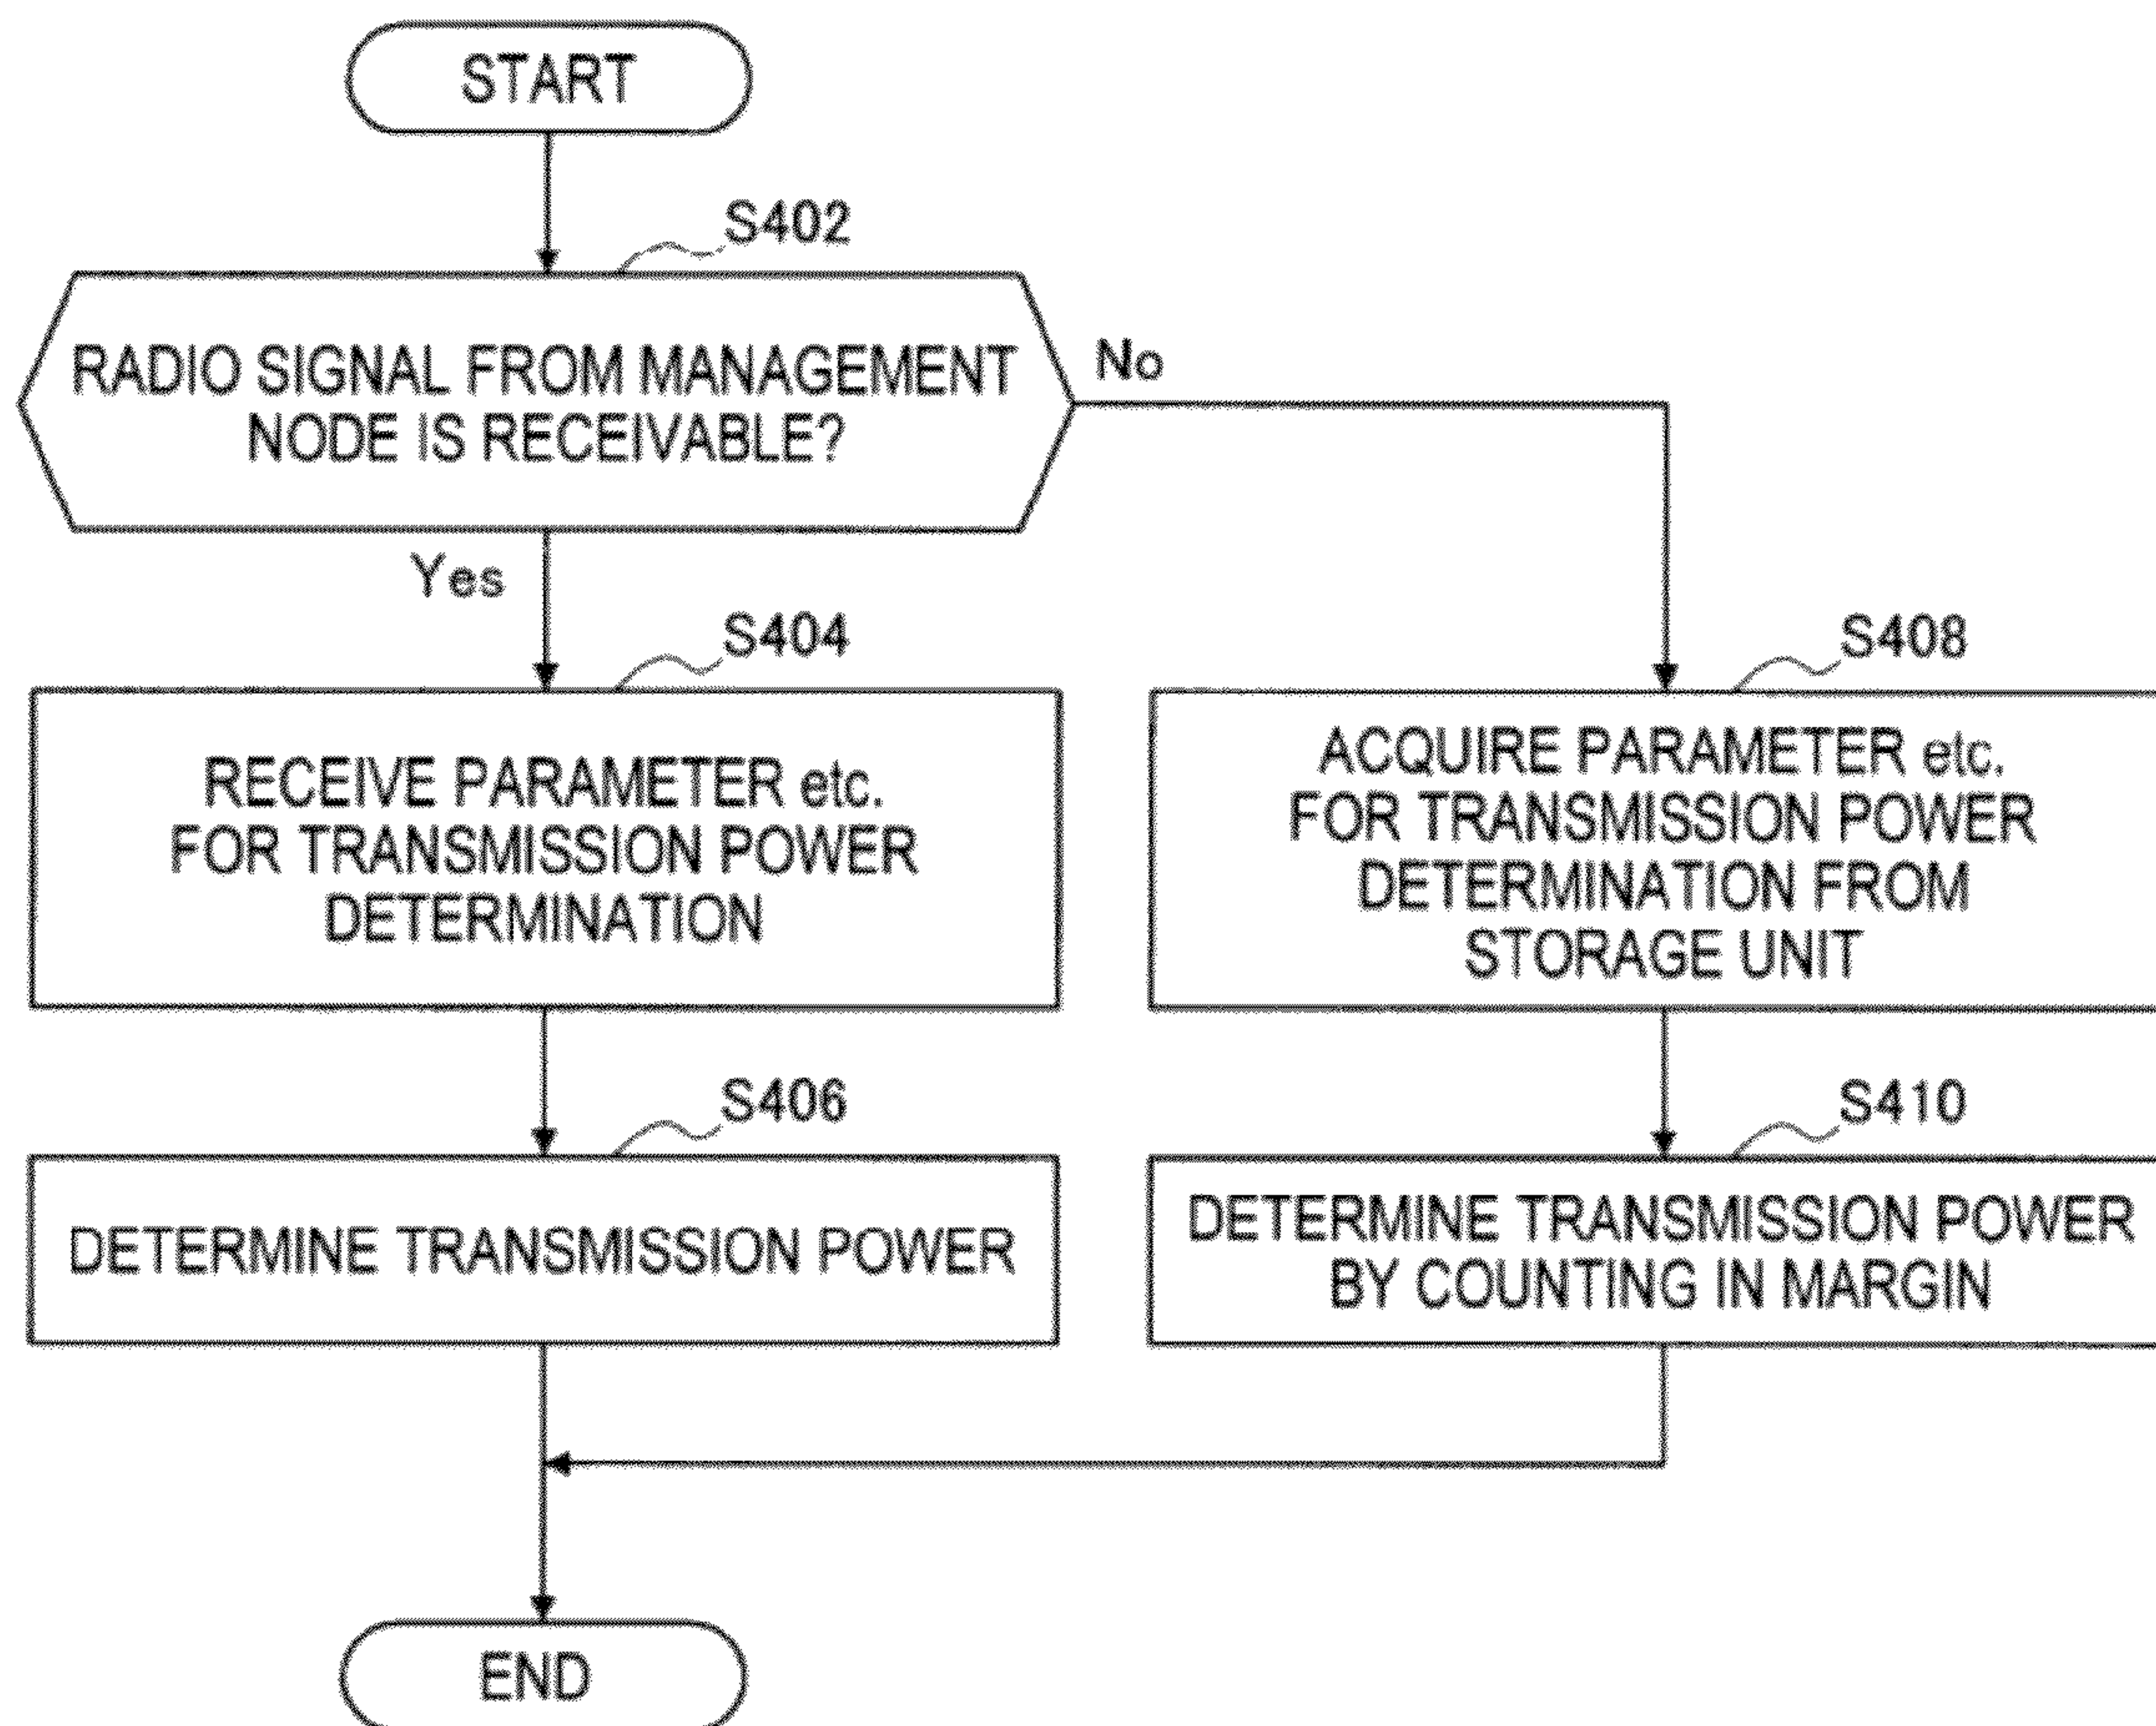 START
S402
RADIO SIGNAL FROM MANAGEMENT
NODE IS RECEIVABLE?
No
Yes
S404
RECEIVE PARAMETER etc.
FOR TRANSMISSION POWER
DETERMINATION
S408
ACQUIRE PARAMETER etc.
FOR TRANSMISSION POWER
DETERMINATION FROM
STORAGE UNIT
S406
DETERMINE TRANSMISSION POWER
S410
DETERMINE TRANSMISSION POWER
BY COUNTING IN MARGIN
END